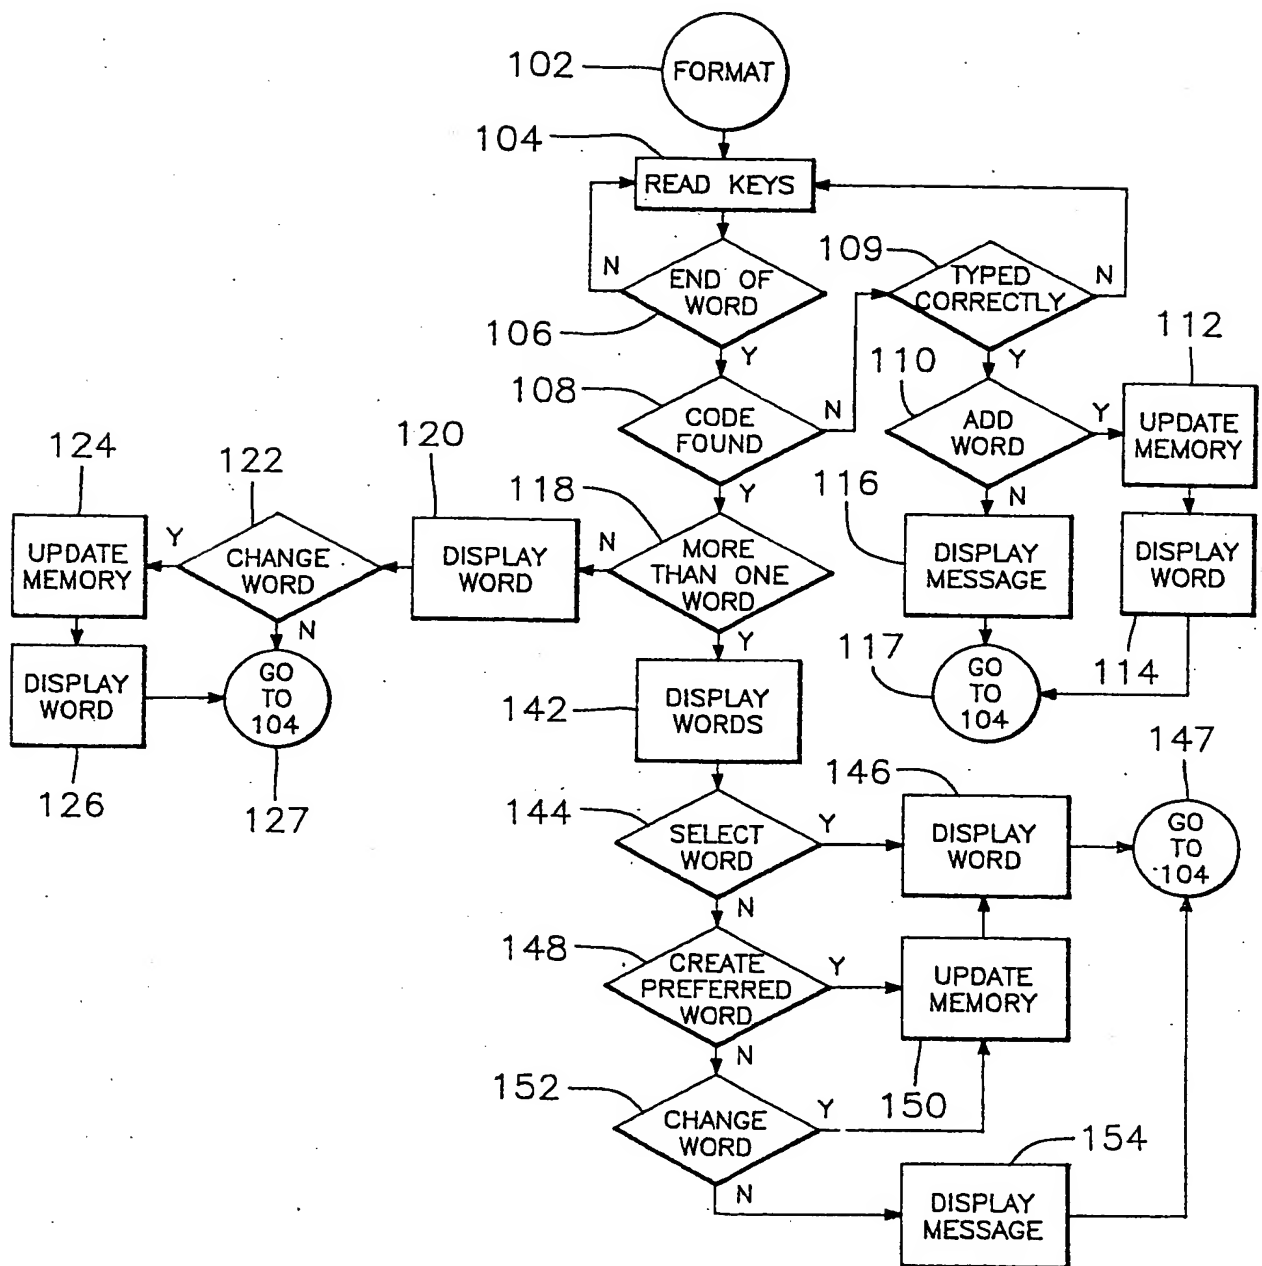 102
FORMAT
104
READ KEYS
109
N
END OF
WORD
TYPED
CORRECTLY
N
106
Y
Y
112
110
108
CODE
FOUND
N
ADD
WORD
Y
UPDATE
MEMORY
124
122
120
118
Y
N
116
Y
UPDATE
MEMORY
CHANGE
WORD
DISPLAY
WORD
N
MORE
THAN ONE
WORD
DISPLAY
MESSAGE
DISPLAY
WORD
N
Y
117
114
DISPLAY
WORD
GO
TO
104
142
DISPLAY
WORDS
GO
TO
104
147
126
127
146
144
SELECT
WORD
Y
DISPLAY
WORD
GO
TO
104
N
148
CREATE
PREFERRED
WORD
Y
UPDATE
MEMORY
N
152
CHANGE
WORD
Y
150
154
N
DISPLAY
MESSAGE